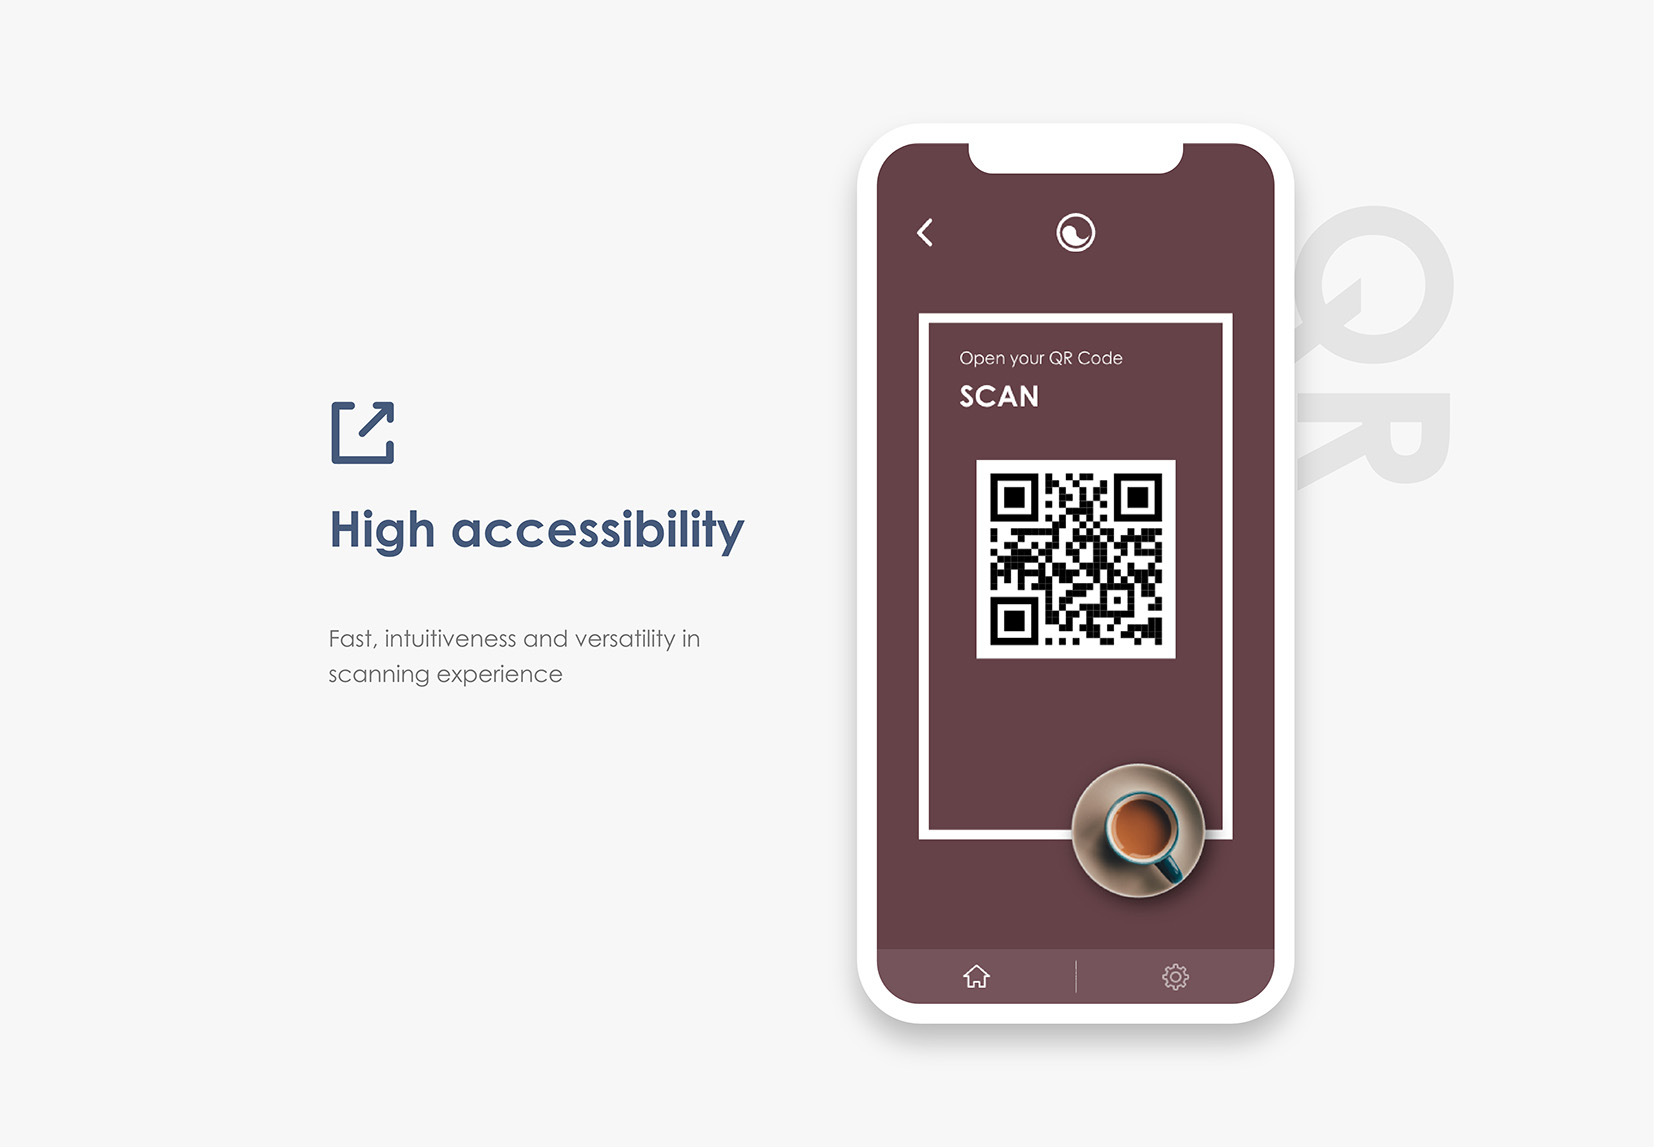 High accessibility
Fast, intuitiveness and versatility in
scanning experience
Open your QR Code
SCAN
QR